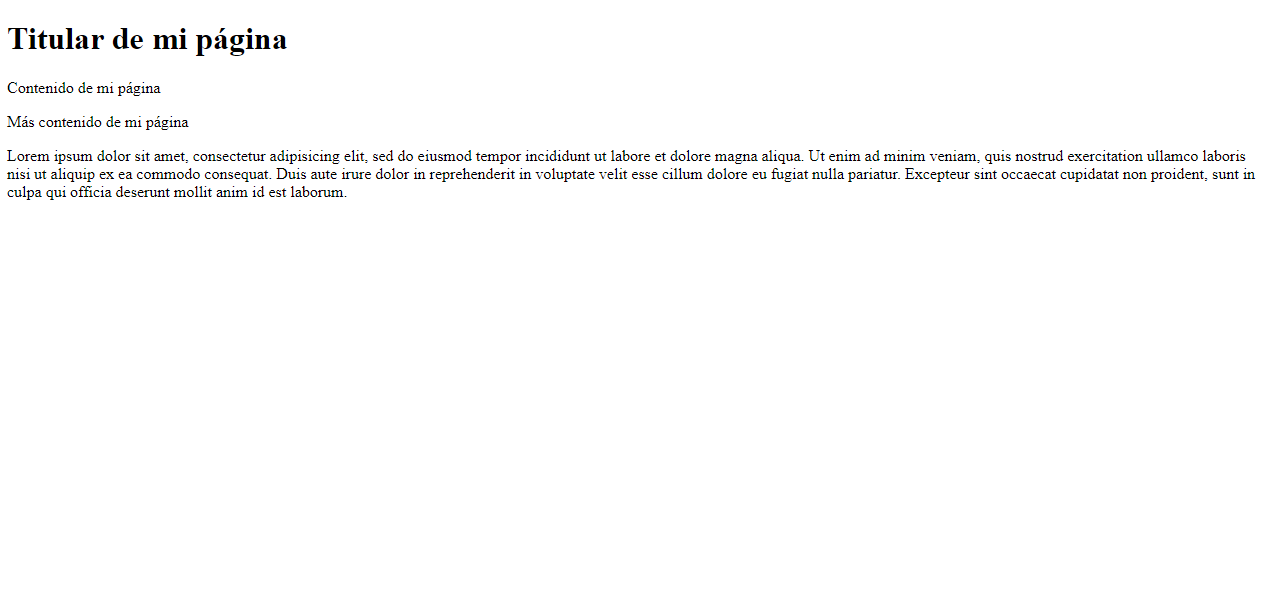 Titular de mi página
Contenido de mi página
Más contenido de mi página
Lorem ipsum dolor sit amet, consectetur adipisicing elit, sed do eiusmod tempor incididunt ut labore et dolore magna aliqua. Ut enim ad minim veniam, quis nostrud exercitation ullamco laboris
nisi ut aliquip ex ea commodo consequat. Duis aute irure dolor in reprehenderit in voluptate velit esse cillum dolore eu fugiat nulla pariatur. Excepteur sint occaecat cupidatat non proident, sunt in
culpa qui officia deserunt mollit anim id est laborum.